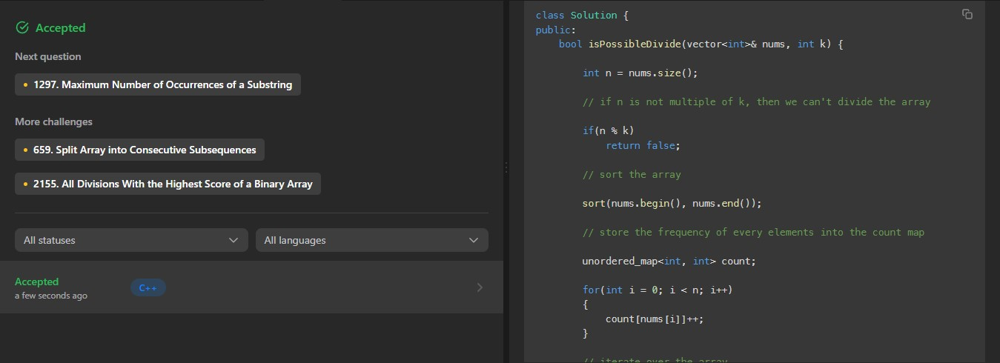 Accepted
Next question
1297. Maximum Number of Occurrences of a Substring
More challenges
659. Split Array into Consecutive Subsequences
2155. All Divisions With the Highest Score of a Binary Array
All statuses
All languages
Accepted
C++
a few seconds ago
class Solution {
public:
    bool isPossibleDivide(vector<int>& nums, int k) {
        int n = nums.size();
        // if n is not multiple of k, then we can't divide the array
        if(n % k)
            return false;
        // sort the array
        sort(nums.begin(), nums.end());
        // store the frequency of every elements into the count map
        unordered_map<int, int> count;
        for(int i = 0; i < n; i++)
        {
            count[nums[i]]++;
        }
        // iterate over the array